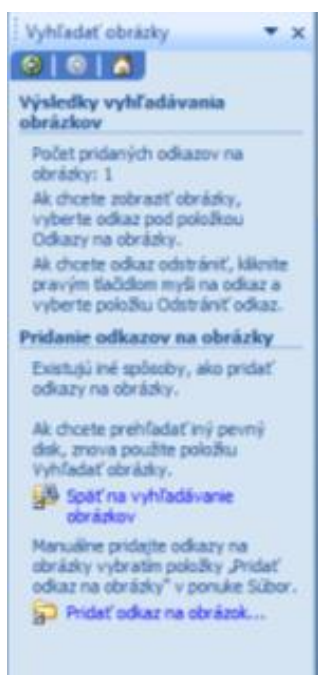 Vyhľadať obrázky
Výsledky vyhľadávania
obrázkov
Počet pridaných odkazov na
obrázky: 1
Ak chcete zobraziť obrázky,
vyberte odkaz pod položkou
Odkazy na obrázky.
Ak chcete odkaz odstrániť, kliknite
pravým tlačidlom myši na odkaz a
vyberte položku Odstrániť odkaz.
Pridanie odkazov na obrázky
Existujú iné spôsoby, ako pridať
odkazy na obrázky.
Ak chcete prehľadať iný pevný
disk, znova použite položku
Vyhľadať obrázky.
Späť na vyhľadávanie
obrázkov
Manuálne pridajte odkazy na
obrázky vybratím položky „Pridať
odkaz na obrázky" v ponuke Súbor.
Pridať odkaz na obrázok...